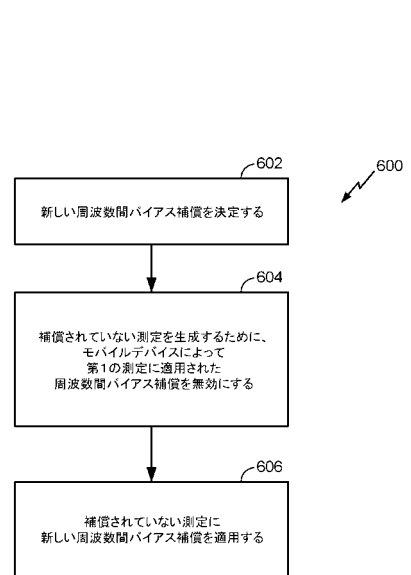 602
600
新しい周波数間バイアス補償を決定する
604
補償されていない測定を生成するために、
モバイルデバイスによって
第1の測定に適用された
周波数間バイアス補償を無効にする
606
補償されていない測定に
新しい周波数間バイアス補償を適用する